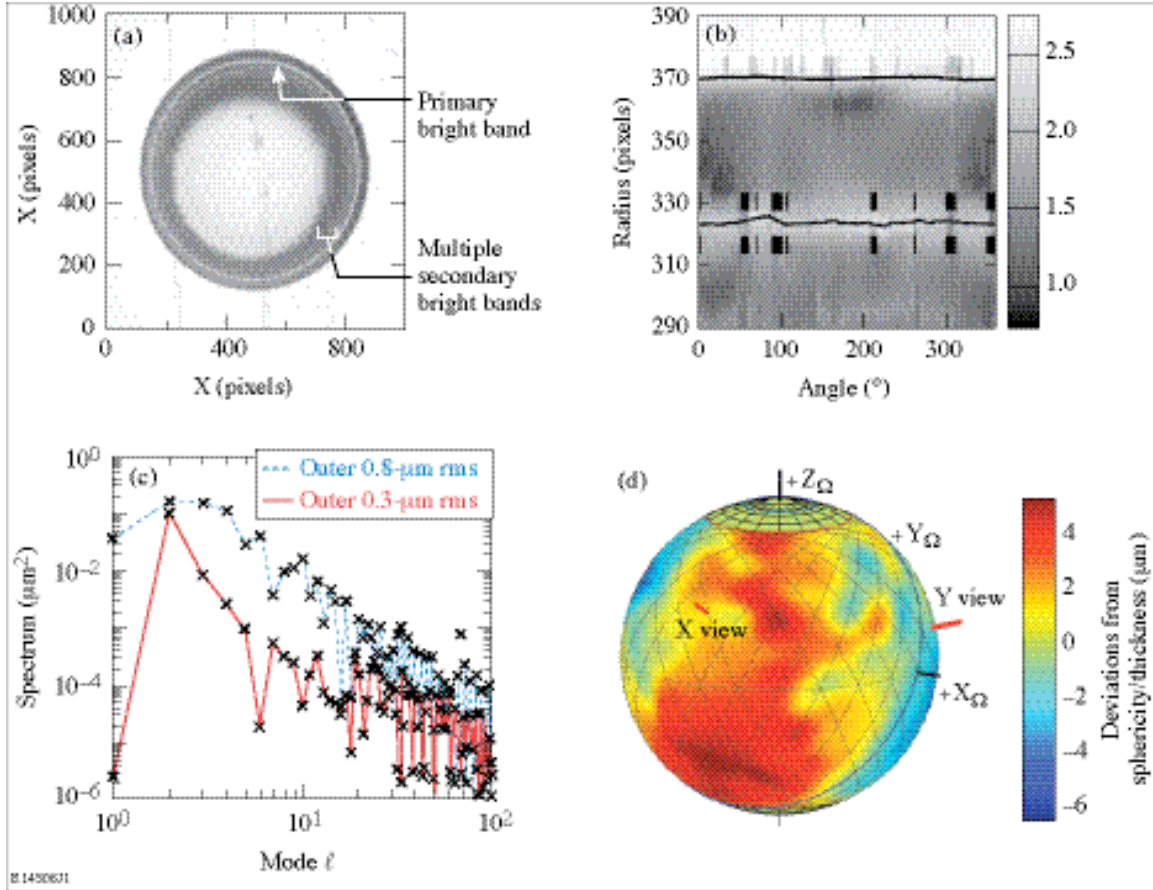 (a)
1000
800
600
400
200
0
X (pixels)
0
400
800
X (pixels)
Primary
bright band
Multiple
secondary
bright bands
(b)
390
370
350
330
310
290
Radius (pixels)
0
100
200
300
Angle (°)
2.5
2.0
1.5
1.0
(c)
Outer 0.8-μm rms
Outer 0.3-μm rms
10^0
10^–2
10^–4
10^–6
Spectrum (μm^2)
10^0
10^1
10^2
Mode ℓ
(d)
+Z_Ω
+Y_Ω
Y view
X view
+X_Ω
4
2
0
–2
–4
–6
Deviations from
sphericity/thickness (μm)